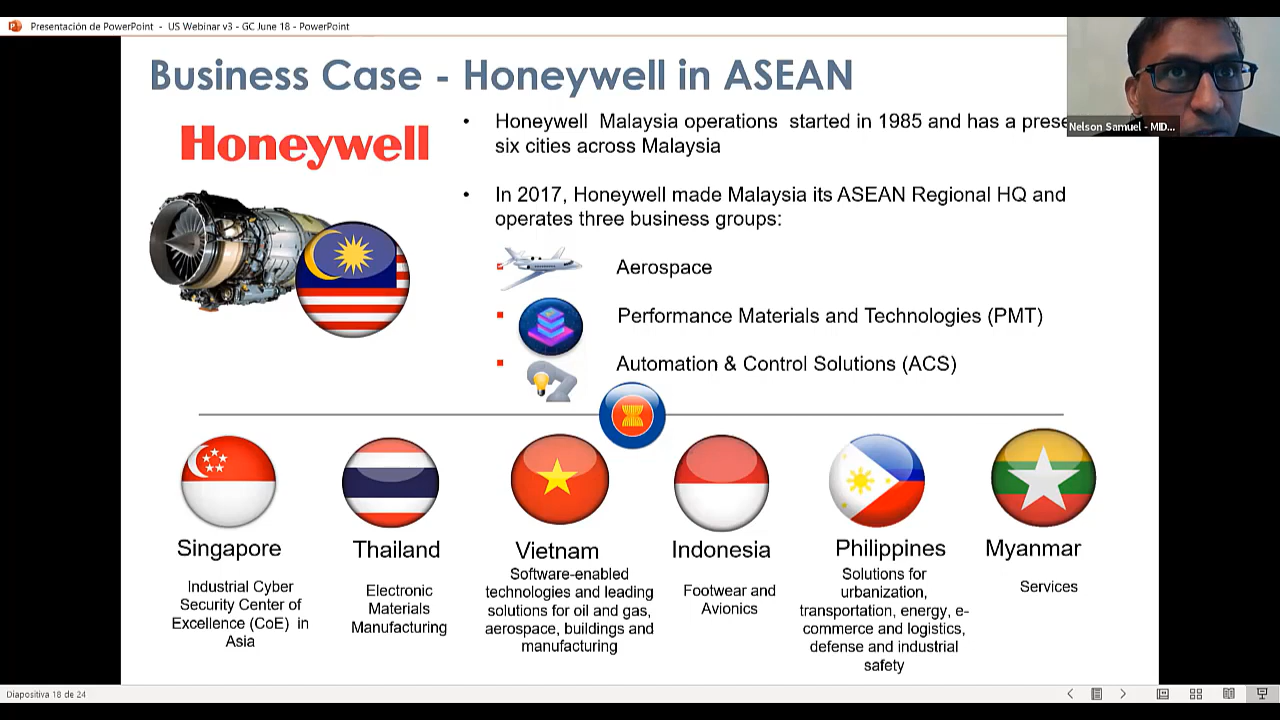 Presentación de PowerPoint - US Webinar v3 - GC June 18 - PowerPoint
Business Case - Honeywell in ASEAN
Honeywell
• Honeywell Malaysia operations started in 1985 and has a
six cities across Malaysia
Nelson Samuel - MID...
• In 2017, Honeywell made Malaysia its ASEAN Regional HQ and
operates three business groups:
Aerospace
Performance Materials and Technologies (PMT)
Automation & Control Solutions (ACS)
Singapore
Industrial Cyber
Security Center of
Excellence (CoE) in
Asia
Thailand
Electronic
Materials
Manufacturing
Vietnam
Software-enabled
technologies and leading
solutions for oil and gas,
aerospace, buildings and
manufacturing
Indonesia
Footwear and
Avionics
Philippines
Solutions for
urbanization,
transportation, energy, e-
commerce and logistics,
defense and industrial
safety
Myanmar
Services
Diapositiva 18 de 24